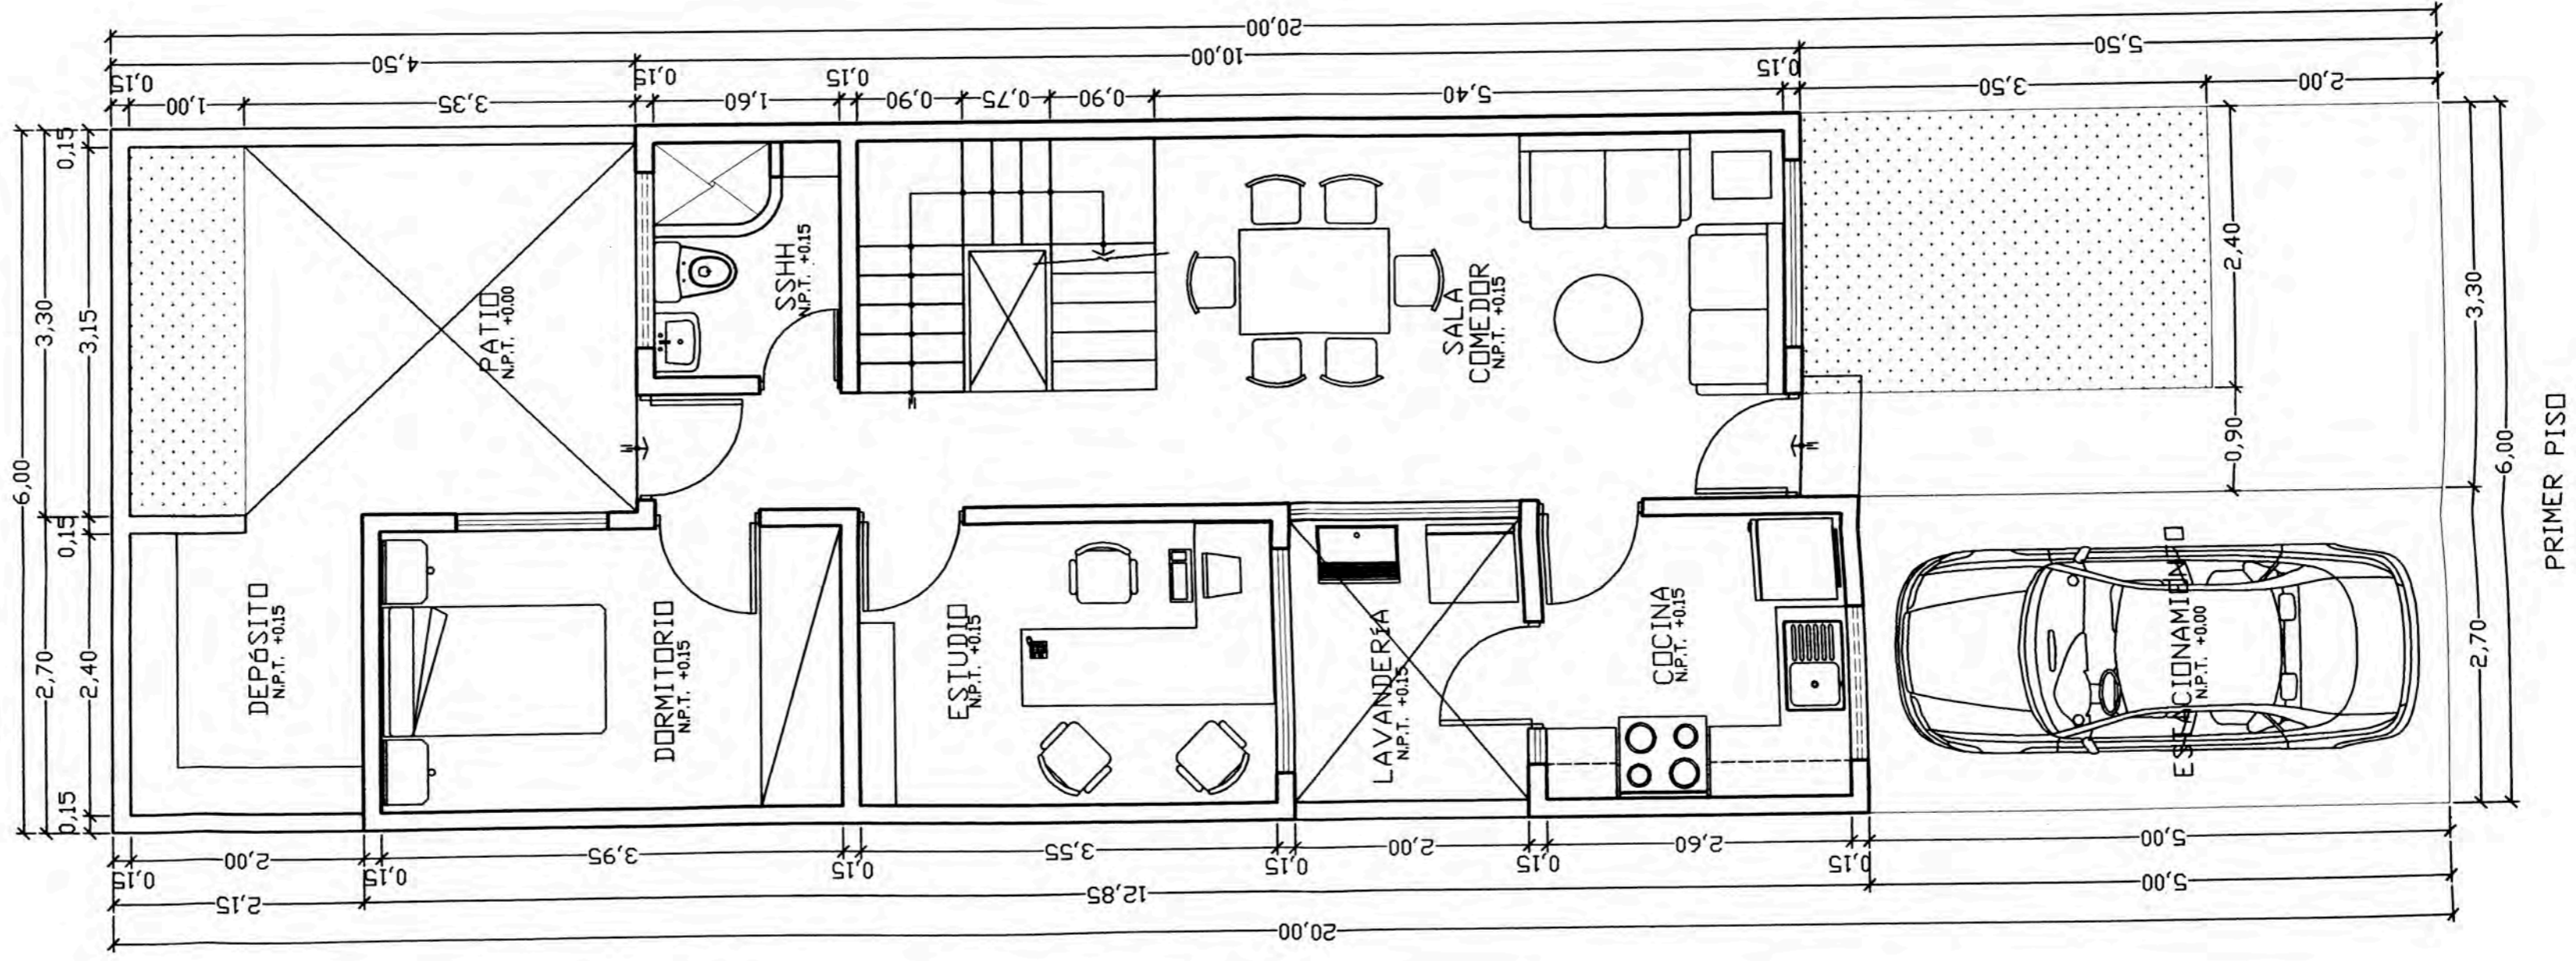 20,00
4,50
10,00
5,50
0,15
1,00
3,35
0,15
1,60
0,15
0,90
0,75
0,90
5,40
0,15
3,50
2,00
6,00
3,30
2,70
0,15
3,15
0,15
2,40
0,15
PATIO
N.P.T. +0.00
SSHH
N.P.T. +0.15
SALA
COMEDOR
N.P.T. +0.15
DEPÓSITO
N.P.T. +0.15
DORMITORIO
N.P.T. +0.15
ESTUDIO
N.P.T. +0.15
LAVANDERÍA
N.P.T. +0.15
COCINA
N.P.T. +0.15
ESTACIONAMIENTO
N.P.T. +0.00
2,40
0,90
3,30
2,70
6,00
PRIMER PISO
0,15
2,00
0,15
3,95
0,15
3,55
0,15
2,00
0,15
2,60
0,15
5,00
2,15
12,85
5,00
20,00